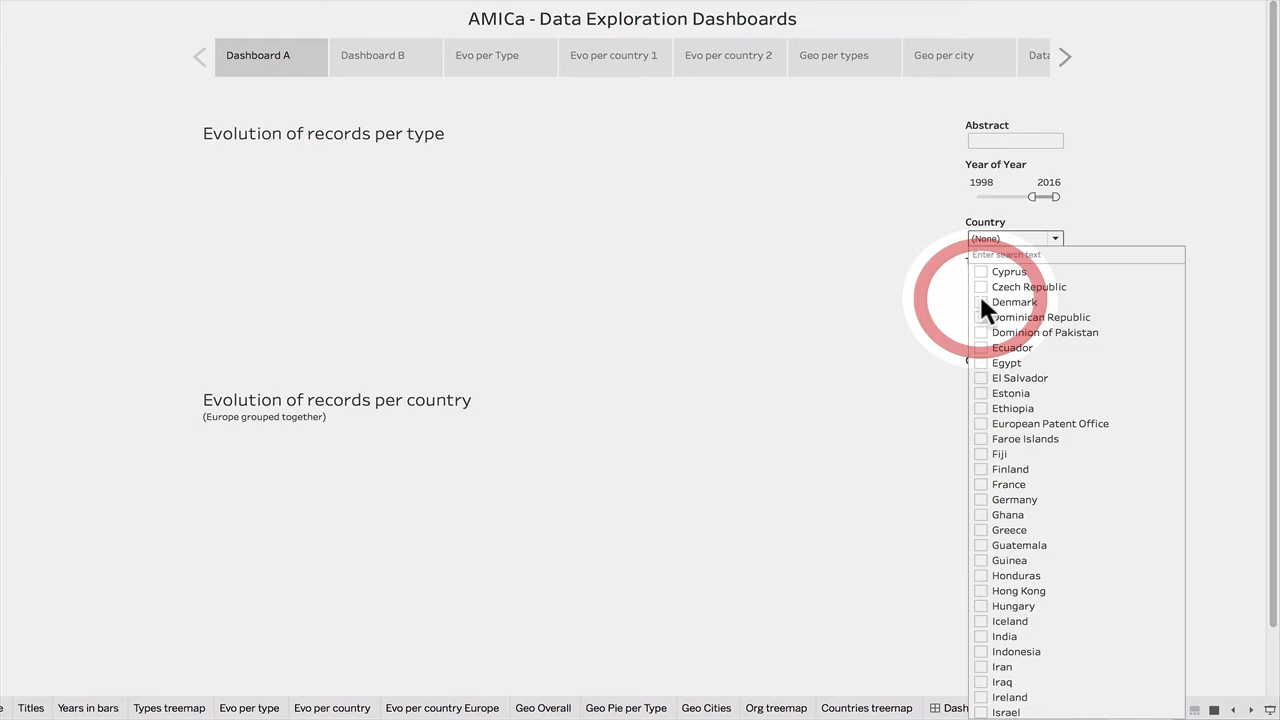 AMICa - Data Exploration Dashboards
Dashboard A
Dashboard B
Evo per Type
Evo per country 1
Evo per country 2
Geo per types
Geo per city
Data
Evolution of records per type
Abstract
Year of Year
1998 2016
Country
(None)
Enter search text
Cyprus
Czech Republic
Denmark
Dominican Republic
Dominion of Pakistan
Ecuador
Egypt
El Salvador
Estonia
Ethiopia
European Patent Office
Faroe Islands
Fiji
Finland
France
Germany
Ghana
Greece
Guatemala
Guinea
Honduras
Hong Kong
Hungary
Iceland
India
Indonesia
Iran
Iraq
Ireland
Israel
Evolution of records per country
(Europe grouped together)
Titles
Years in bars
Types treemap
Evo per type
Evo per country
Evo per country Europe
Geo Overall
Geo Pie per Type
Geo Cities
Org treemap
Countries treemap
Dash